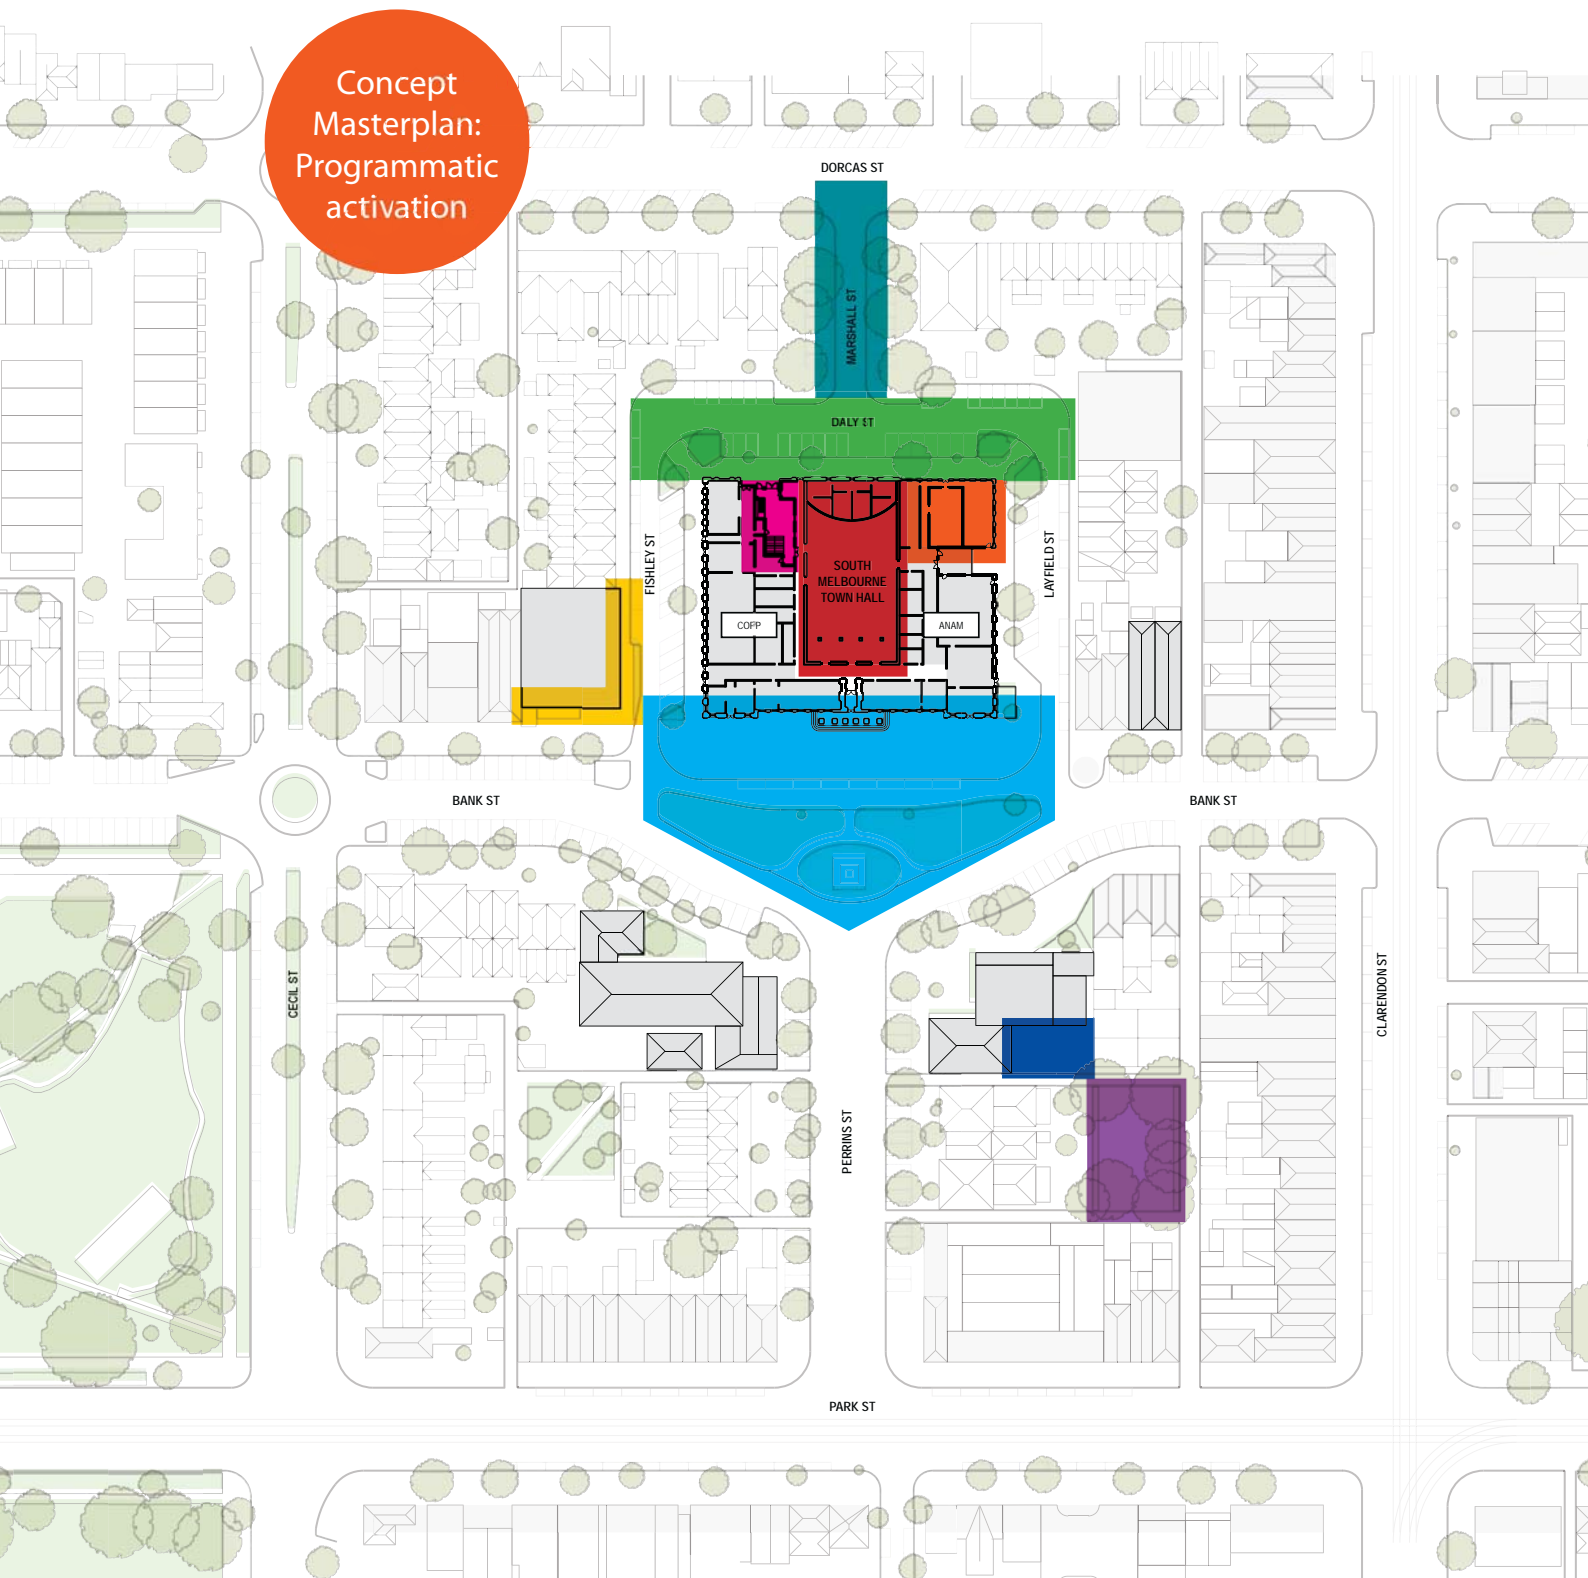 Concept
Masterplan:
Programmatic
activation
DORCAS ST
MARSHALL ST
DALY ST
FISHLEY ST
LAYFIELD ST
SOUTH
MELBOURNE
TOWN HALL
COPP
ANAM
BANK ST
BANK ST
CECIL ST
CLARENDON ST
PERRINS ST
PARK ST